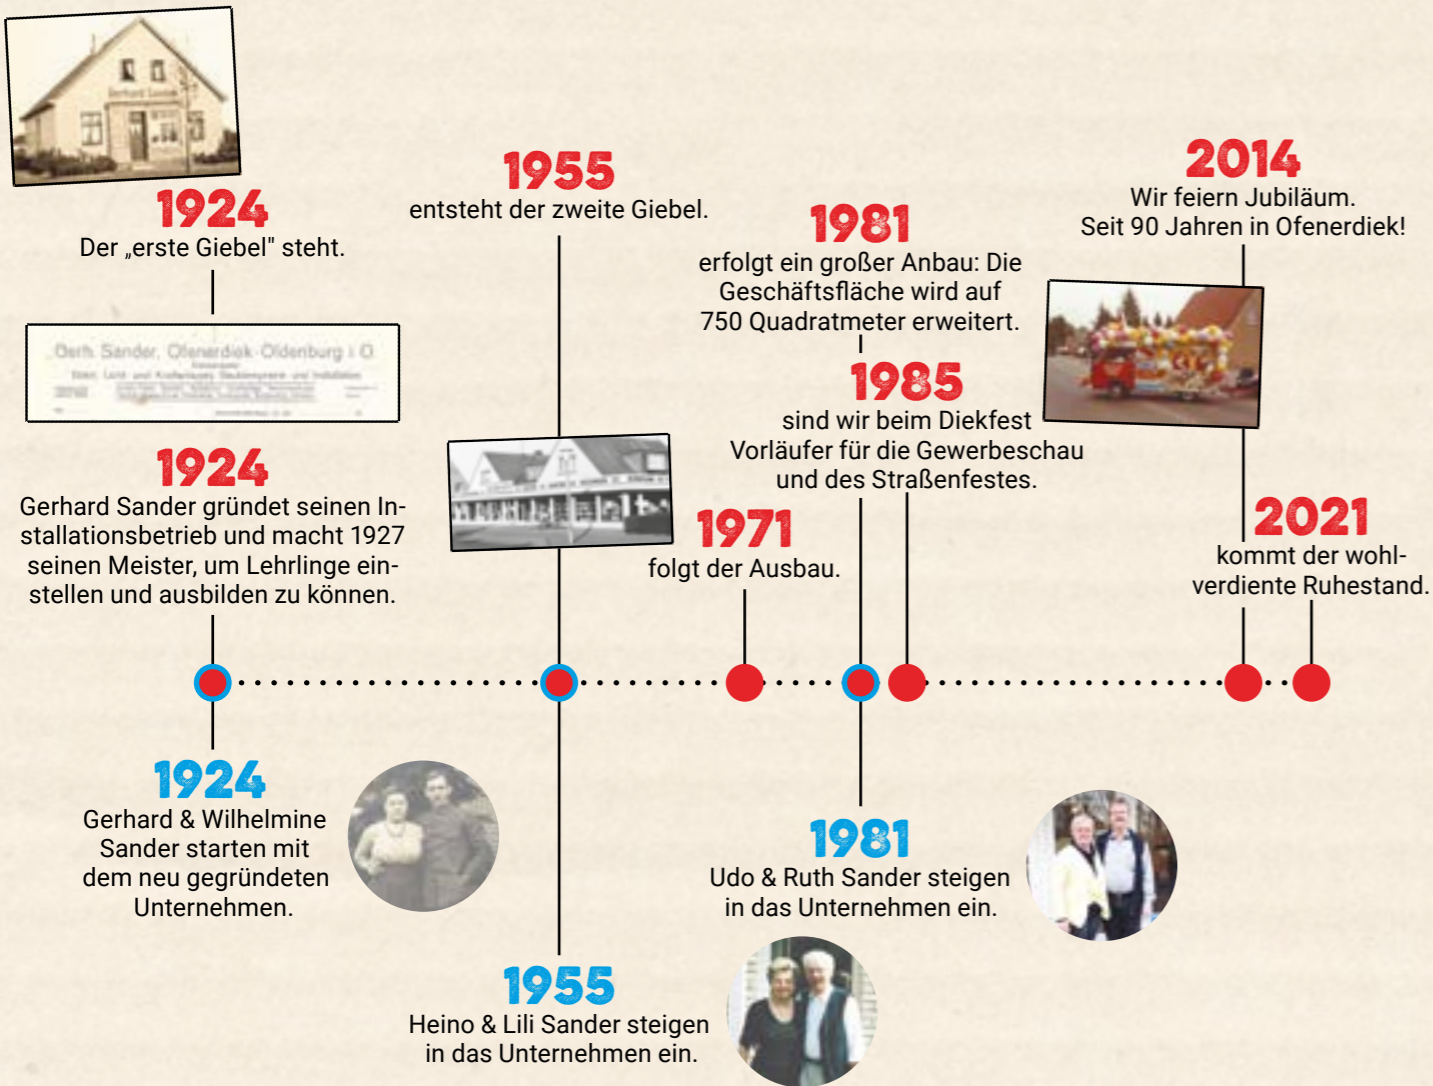 1924
Der „erste Giebel" steht.
Gerh. Sander, Ofenerdiek-Oldenburg i O
1924
Gerhard Sander gründet seinen In-
stallationsbetrieb und macht 1927
seinen Meister, um Lehrlinge ein-
stellen und ausbilden zu können.
1955
entsteht der zweite Giebel.
1971
folgt der Ausbau.
1981
erfolgt ein großer Anbau: Die
Geschäftsfläche wird auf
750 Quadratmeter erweitert.
1985
sind wir beim Diekfest
Vorläufer für die Gewerbeschau
und des Straßenfestes.
2014
Wir feiern Jubiläum.
Seit 90 Jahren in Ofenerdiek!
2021
kommt der wohl-
verdiente Ruhestand.
1924
Gerhard & Wilhelmine
Sander starten mit
dem neu gegründeten
Unternehmen.
1955
Heino & Lili Sander steigen
in das Unternehmen ein.
1981
Udo & Ruth Sander steigen
in das Unternehmen ein.